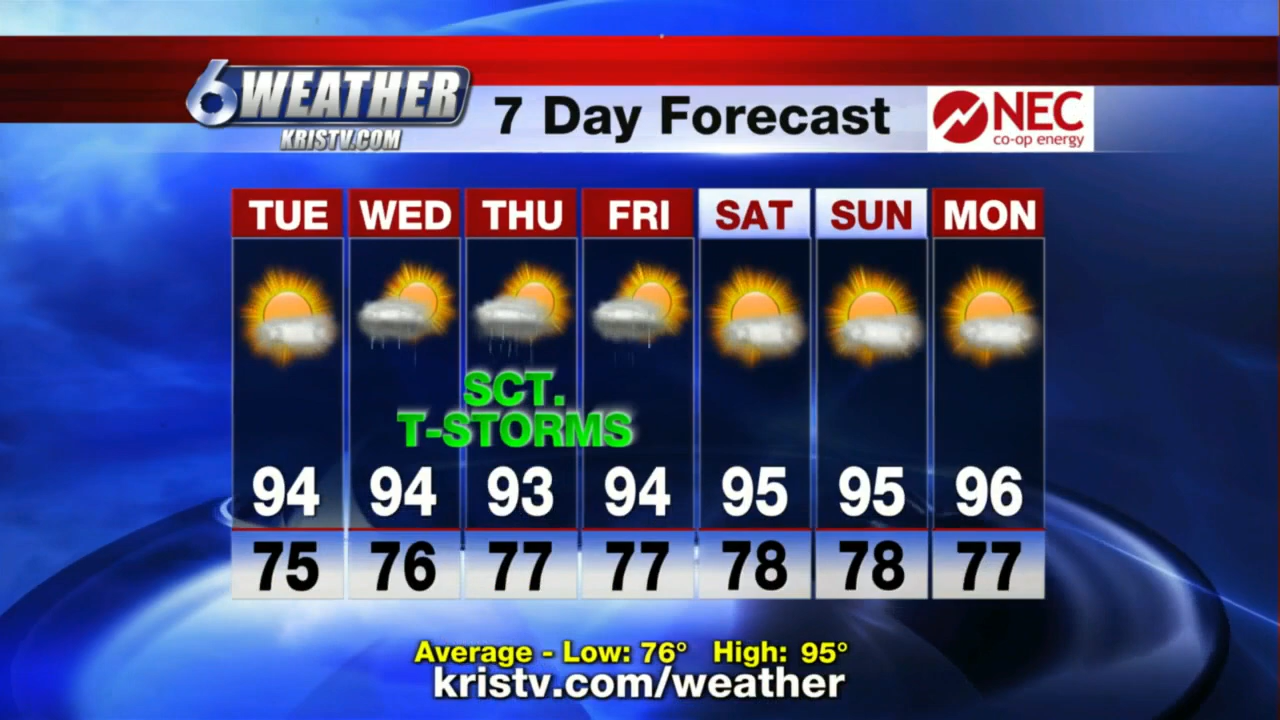 6 WEATHER
KRISTV.COM
7 Day Forecast
NEC
co-op energy
TUE WED THU FRI SAT SUN MON
SCT.
T-STORMS
94 94 93 94 95 95 96
75 76 77 77 78 78 77
Average - Low: 76° High: 95°
kristv.com/weather